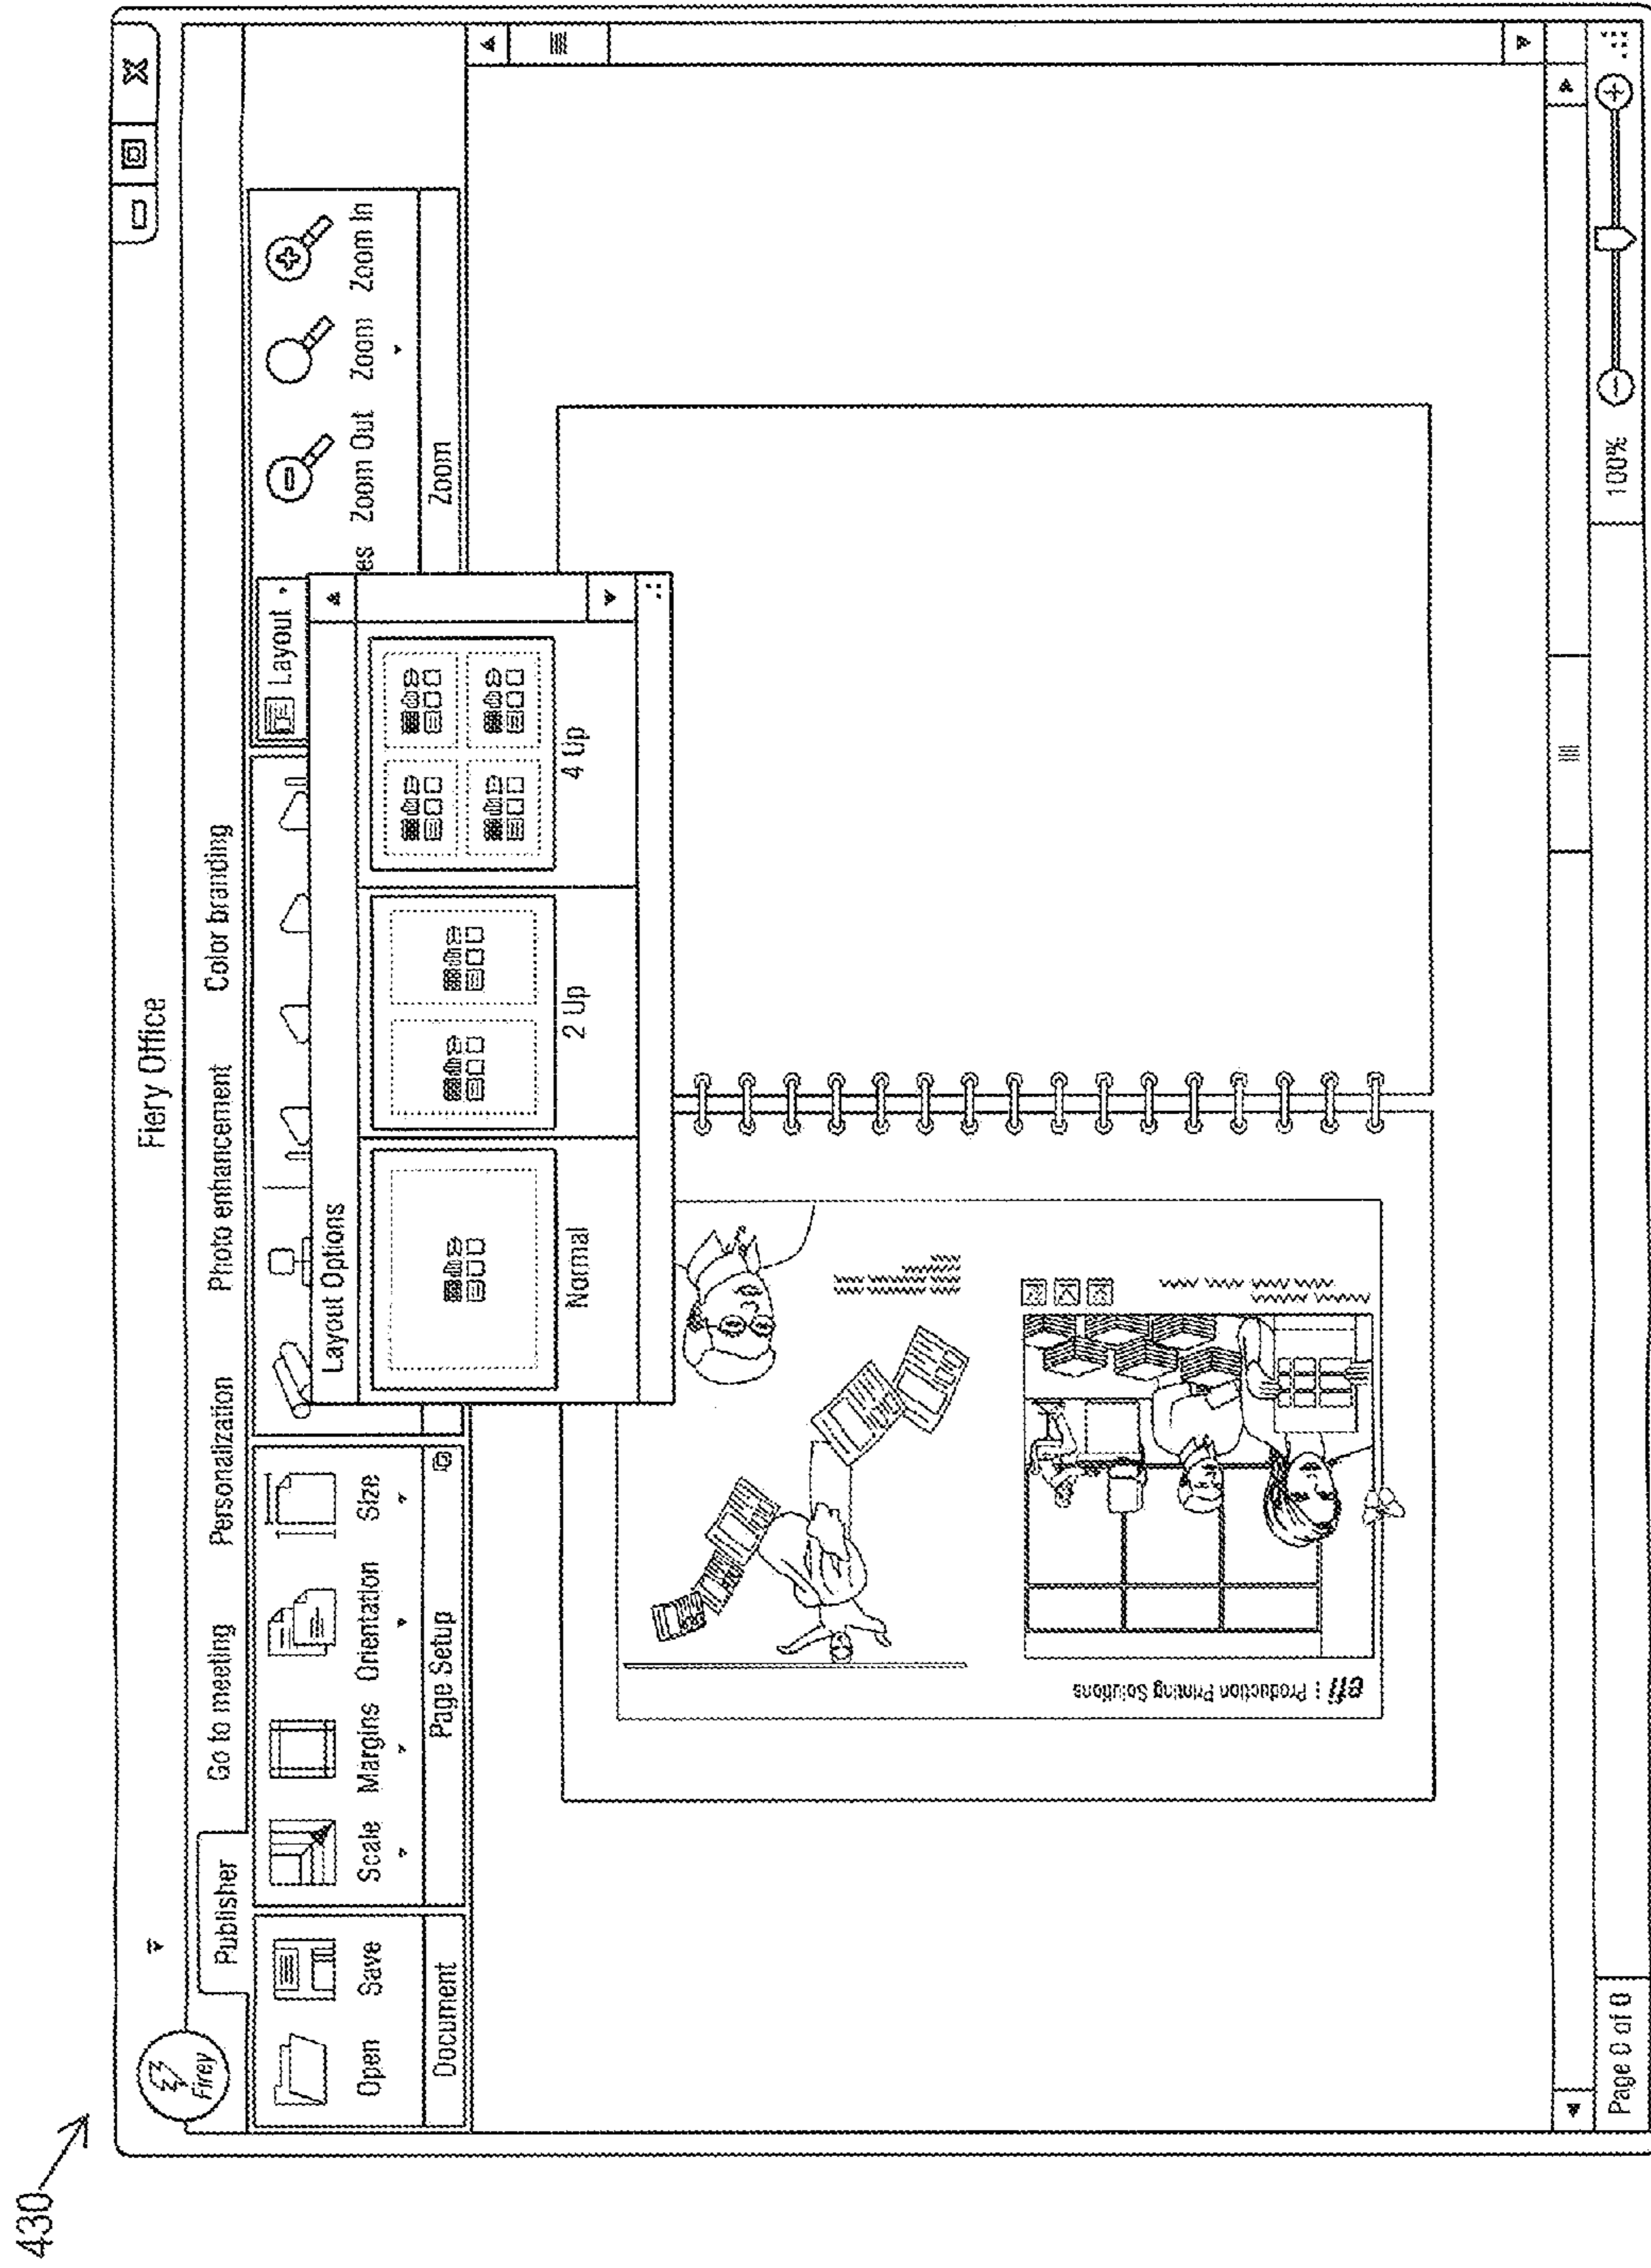 430
Fiery Office
Firey
Publisher Go to meeting Personalization Photo enhancement Color branding
Layout
Open Save Scale Margins Orientation Size es Zoom Out Zoom Zoom In
Document Page Setup Zoom
Layout Options
Normal 2 Up 4 Up
efi : Production Printing Solutions
Page 0 of 0 100%